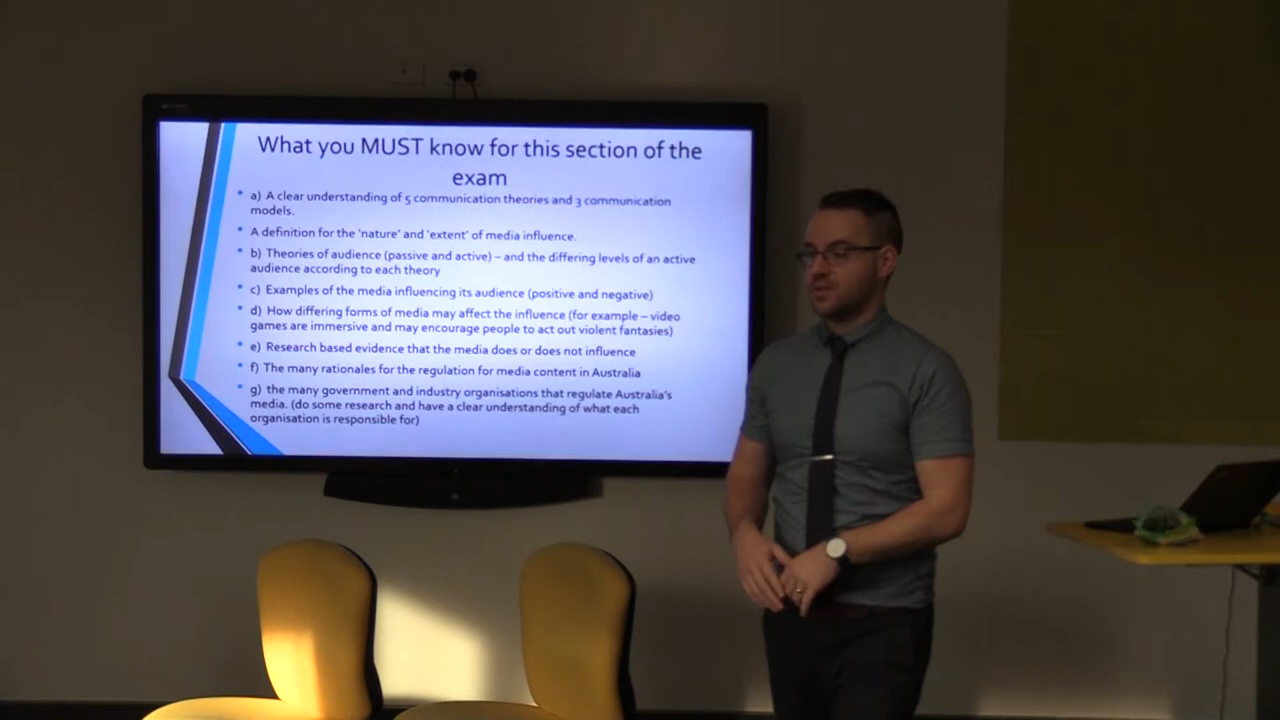 What you MUST know for this section of the
exam
a) A clear understanding of 5 communication theories and 3 communication
models.
A definition for the 'nature' and 'extent' of media influence.
b) Theories of audience (passive and active) – and the differing levels of an active
audience according to each theory
c) Examples of the media influencing its audience (positive and negative)
d) How differing forms of media may affect the influence (for example – video
games are immersive and may encourage people to act out violent fantasies)
e) Research based evidence that the media does or does not influence
f) The many rationales for the regulation for media content in Australia
g) the many government and industry organisations that regulate Australia's
media. (do some research and have a clear understanding of what each
organisation is responsible for)